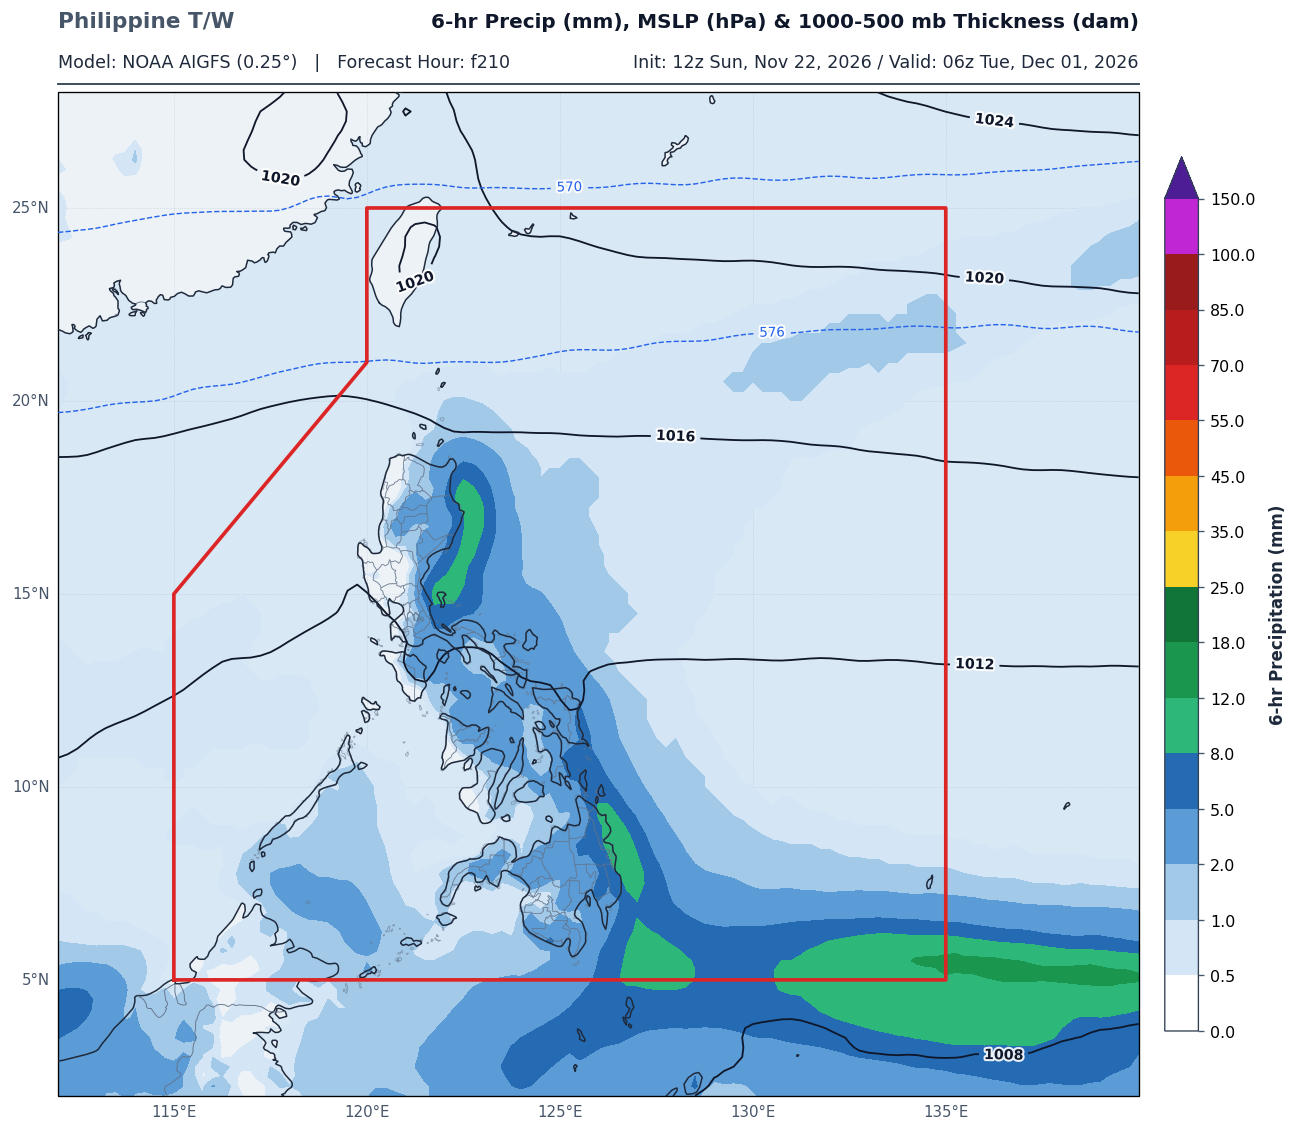 Philippine T/W
6-hr Precip (mm), MSLP (hPa) & 1000-500 mb Thickness (dam)
Model: NOAA AIGFS (0.25°) | Forecast Hour: f210
Init: 12z Sun, Nov 22, 2026 / Valid: 06z Tue, Dec 01, 2026
1024
1020
570
25°N
1020
1020
576
20°N
1016
15°N
1012
10°N
5°N
1008
115°E
120°E
125°E
130°E
135°E
150.0
100.0
85.0
70.0
55.0
45.0
35.0
25.0
18.0
12.0
8.0
5.0
2.0
1.0
0.5
0.0
6-hr Precipitation (mm)